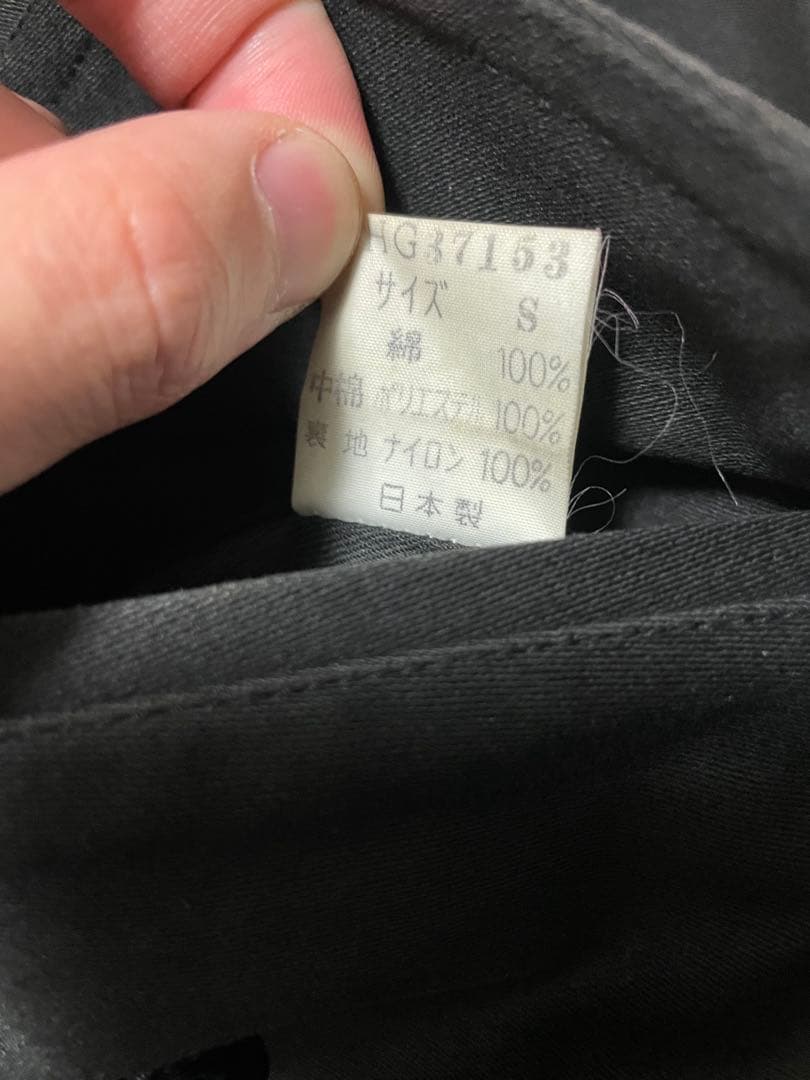 HG37153
サイズ S
綿 100%
中棉 ポリエステル 100%
裏地 ナイロン 100%
日本製